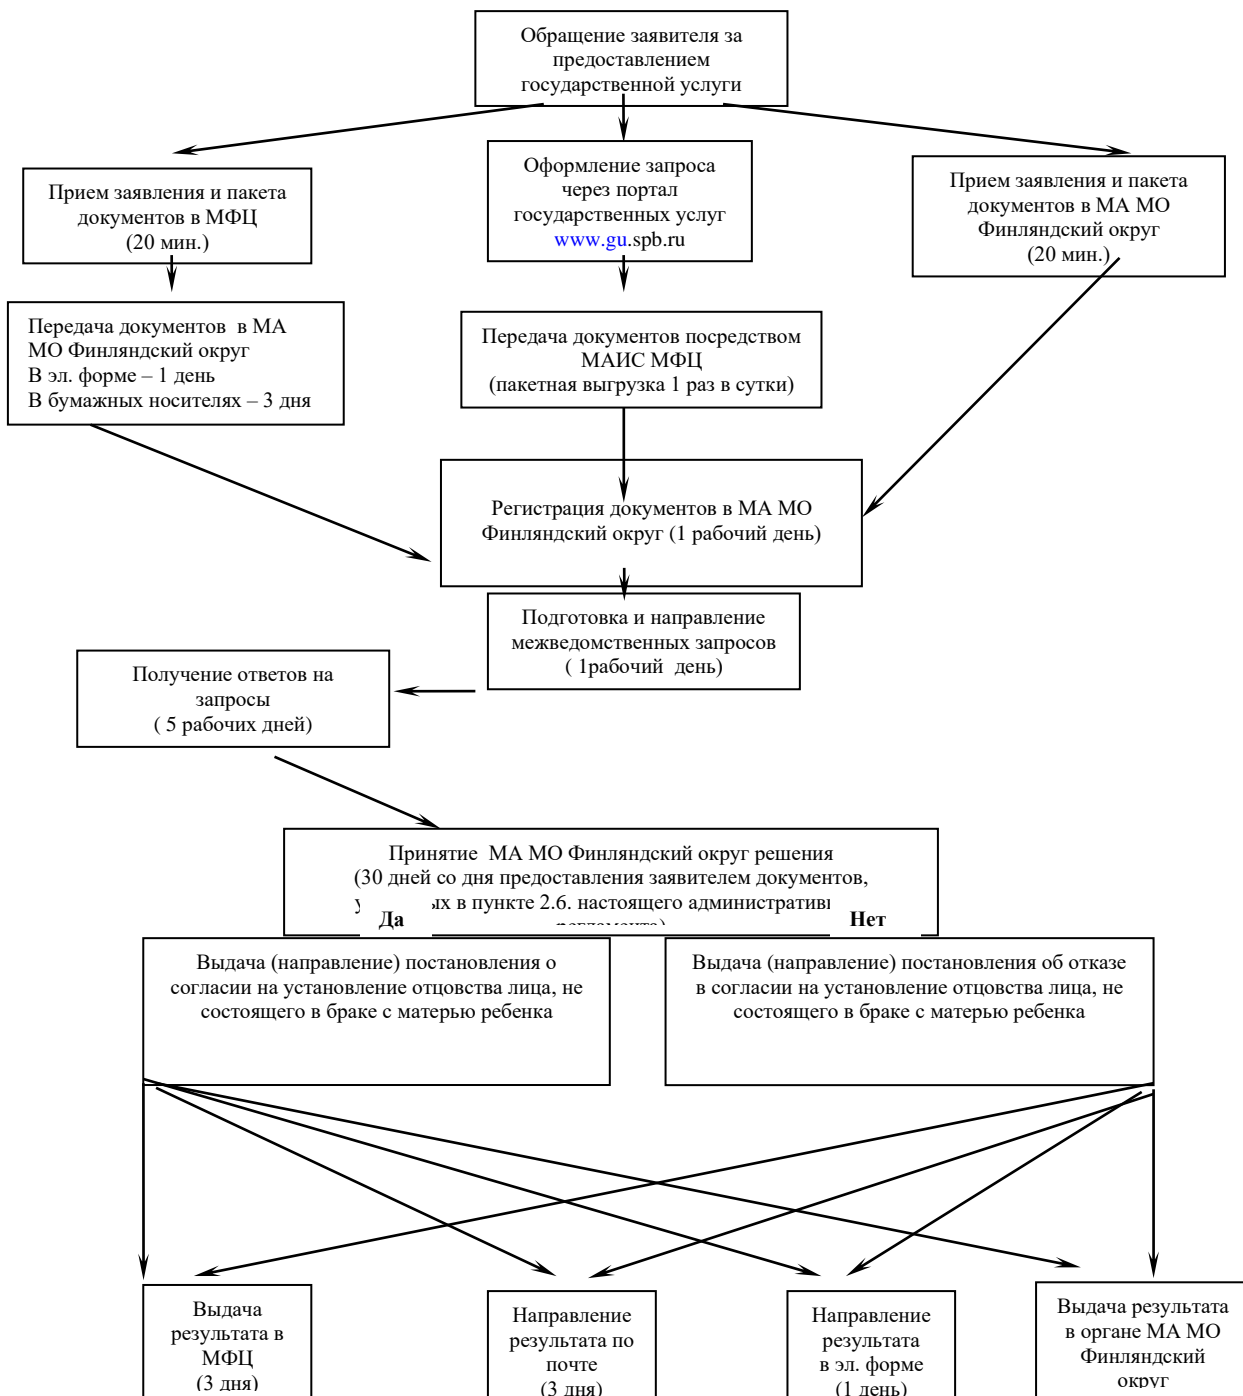 Обращение заявителя за
предоставлением
государственной услуги
Прием заявления и пакета
документов в МФЦ
(20 мин.)
Оформление запроса
через портал
государственных услуг
www.gu.spb.ru
Прием заявления и пакета
документов в МА МО
Финляндский округ
(20 мин.)
Передача документов в МА
МО Финляндский округ
В эл. форме – 1 день
В бумажных носителях – 3 дня
Передача документов посредством
МАИС МФЦ
(пакетная выгрузка 1 раз в сутки)
Регистрация документов в МА МО
Финляндский округ (1 рабочий день)
Подготовка и направление
межведомственных запросов
( 1рабочий день)
Получение ответов на
запросы
( 5 рабочих дней)
Принятие МА МО Финляндский округ решения
(30 дней со дня предоставления заявителем документов,
в пункте 2.6. настоящего
Да
Нет
Выдача (направление) постановления о
согласии на установление отцовства лица, не
состоящего в браке с матерью ребенка
Выдача (направление) постановления об отказе
в согласии на установление отцовства лица, не
состоящего в браке с матерью ребенка
Выдача
результата в
МФЦ
(3 дня)
Направление
результата по
почте
(3 дня)
Направление
результата
в эл. форме
(1 день)
Выдача результата
в органе МА МО
Финляндский
округ